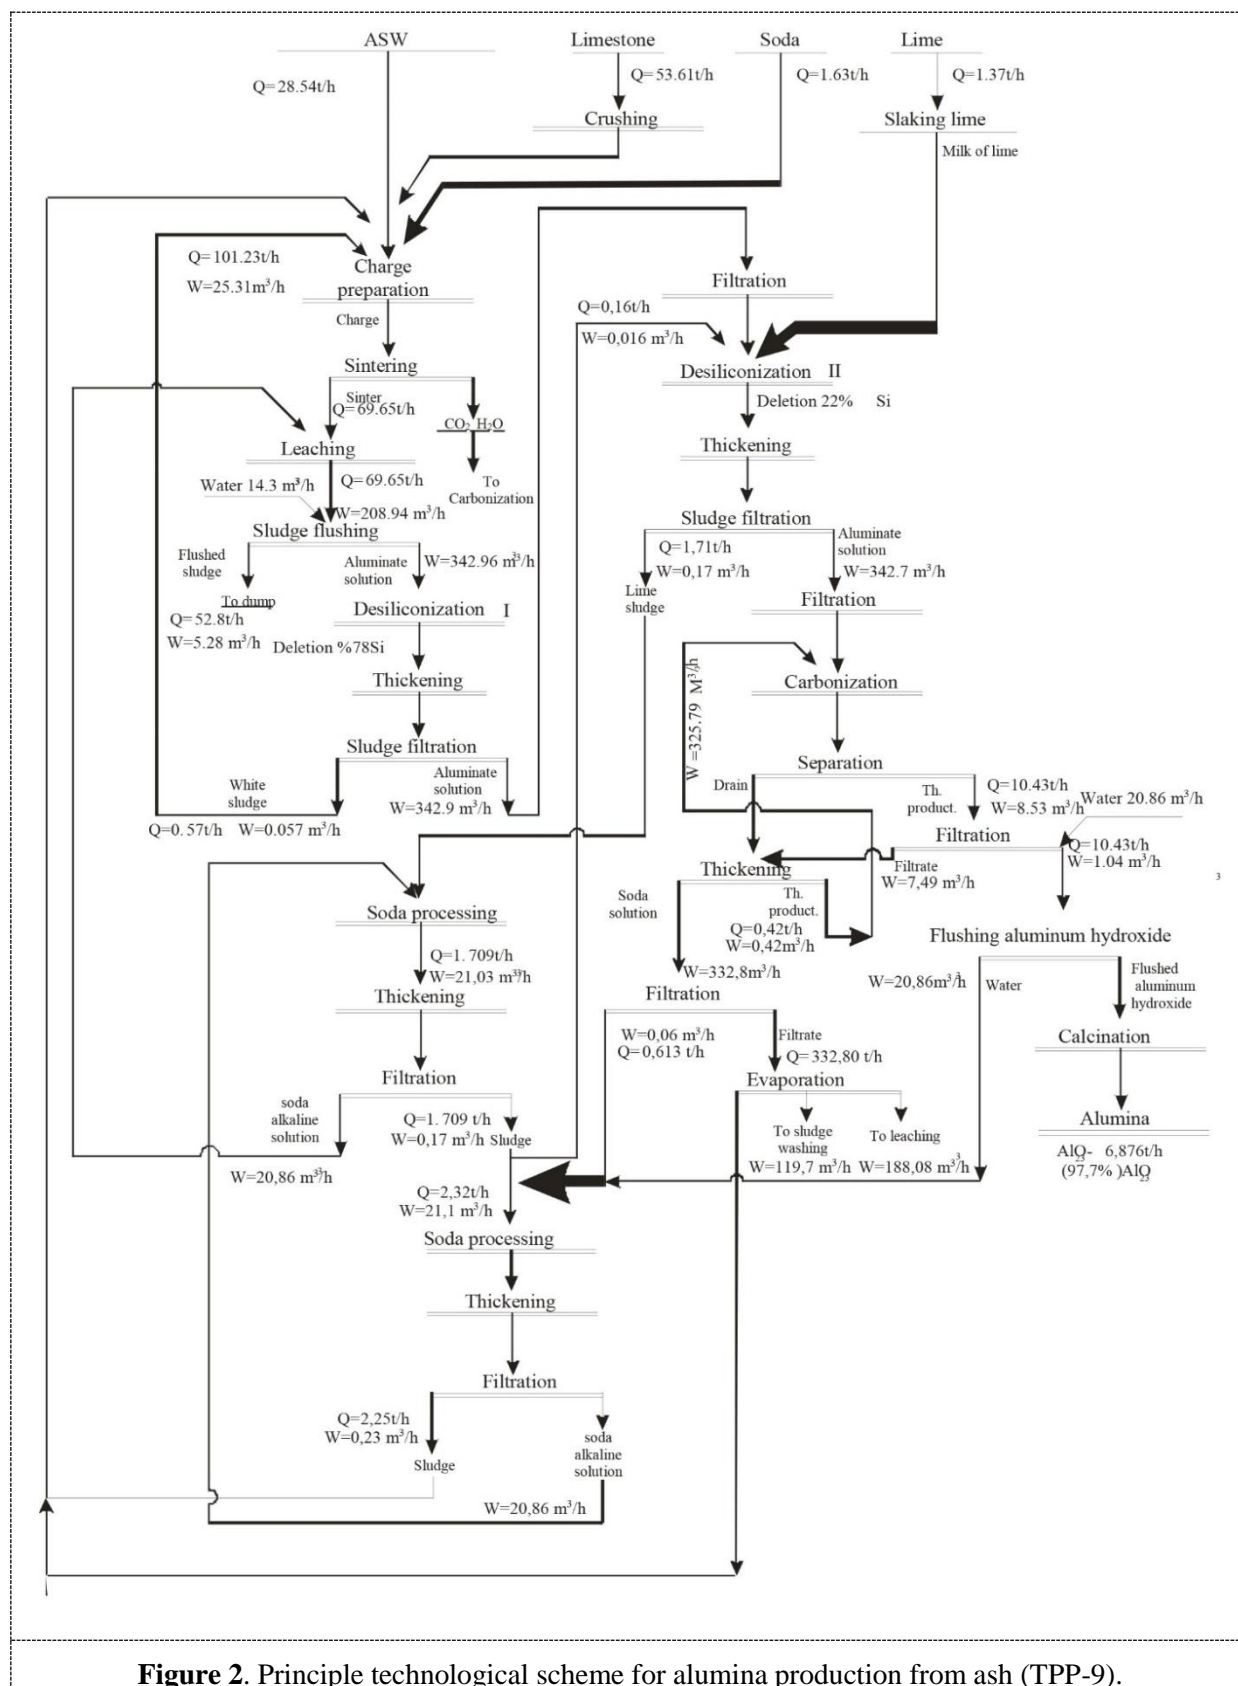 ASW
Limestone
Soda
Lime
Q=28.54t/h
Q=53.61t/h
Q=1.63t/h
Q=1.37t/h
Crushing
Slaking lime
Milk of lime
Q=101.23t/h
W=25.31m³/h
Charge
preparation
Charge
Sintering
Sinter
Q=69.65t/h
CO₂ H₂O
To
Carbonization
Leaching
Water 14.3 m³/h
Q=69.65t/h
W=208.94 m³/h
Sludge flushing
Flushed
sludge
To dump
Q=52.8t/h
W=5.28 m³/h
Aluminate
solution
W=342.96 m³/h
Desiliconization I
Deletion %78Si
Thickening
Sludge filtration
White
sludge
Q=0.57t/h W=0.057 m³/h
Aluminate
solution
W=342.9 m³/h
Filtration
Q=0,16t/h
W=0,016 m³/h
Desiliconization II
Deletion 22% Si
Thickening
Sludge filtration
Q=1,71t/h
W=0,17 m³/h
Lime
sludge
Aluminate
solution
W=342.7 m³/h
Filtration
W=325.79 M³/h
Carbonization
Separation
Drain
Th.
product.
Q=10.43t/h
W=8.53 m³/h
Water 20.86 m³/h
Filtration
Q=10.43t/h
W=1.04 m³/h
3
Filtrate
W=7,49 m³/h
Thickening
Soda
solution
Th.
product.
Q=0,42t/h
W=0,42m³/h
W=332,8m³/h
Flushing aluminum hydroxide
W=20,86m³/h
Water
Flushed
aluminum
hydroxide
Calcination
Alumina
AlO₂₃- 6,876t/h
(97,7% )AlO₂₃
Filtration
W=0,06 m³/h
Q=0,613 t/h
Filtrate
Q=332,80 t/h
Evaporation
To sludge
washing
W=119,7 m³/h
To leaching
W=188,08 m³/h
Soda processing
Q=1.709t/h
W=21,03 m³/h
Thickening
Filtration
soda
alkaline
solution
W=20,86 m³/h
Q=1.709 t/h
W=0,17 m³/h
Sludge
Q=2,32t/h
W=21,1 m³/h
Soda processing
Thickening
Filtration
Q=2,25t/h
W=0,23 m³/h
Sludge
soda
alkaline
solution
W=20,86 m³/h
Figure 2. Principle technological scheme for alumina production from ash (TPP-9).